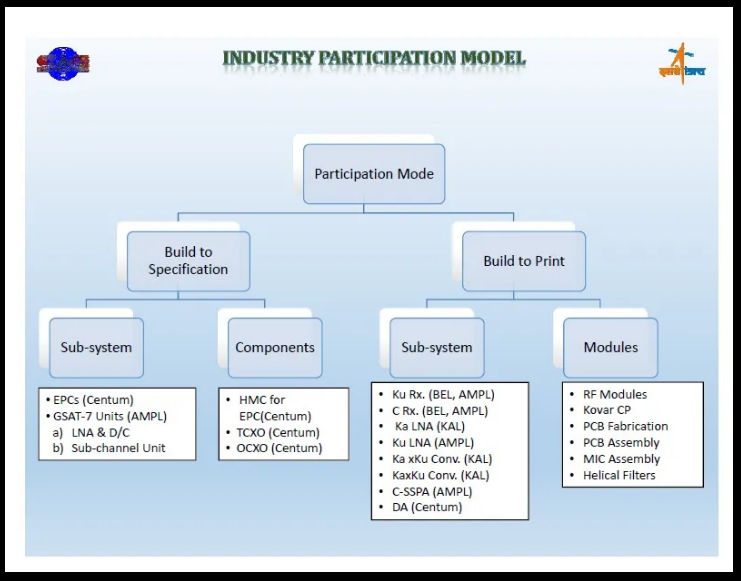 INDUSTRY PARTICIPATION MODEL
इसरो isro
Participation Mode
Build to
Specification
Build to Print
Sub-system
Components
Sub-system
Modules
• EPCs (Centum)
• GSAT-7 Units (AMPL)
a) LNA & D/C
b) Sub-channel Unit
• HMC for
EPC(Centum)
• TCXO (Centum)
• OCXO (Centum)
• Ku Rx. (BEL, AMPL)
• C Rx. (BEL, AMPL)
• Ka LNA (KAL)
• Ku LNA (AMPL)
• Ka xKu Conv. (KAL)
• KaxKu Conv. (KAL)
• C-SSPA (AMPL)
• DA (Centum)
• RF Modules
• Kovar CP
• PCB Fabrication
• PCB Assembly
• MIC Assembly
• Helical Filters